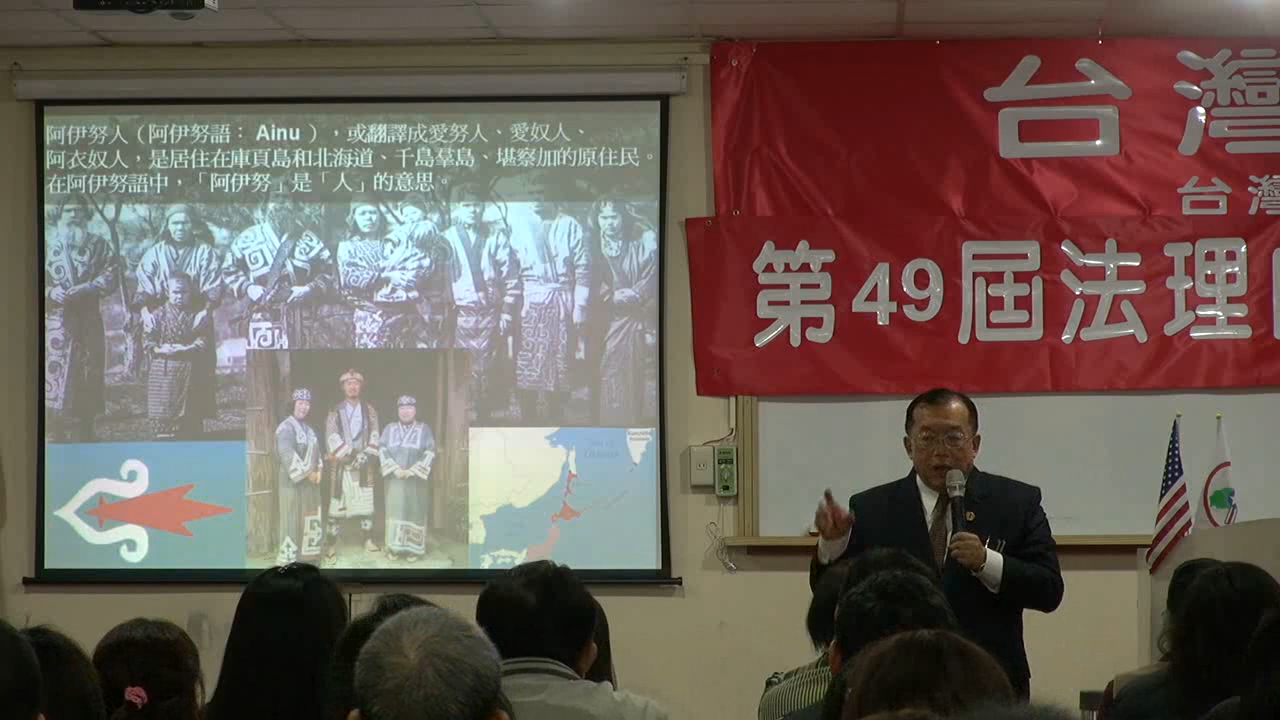 阿伊努人（阿伊努語： Ainu ），或翻譯成愛努人、愛奴人、
阿衣奴人，是居住在庫頁島和北海道、千島羣島、堪察加的原住民。
在阿伊努語中，「阿伊努」是「人」的意思。
台灣
台灣
第49屆法理